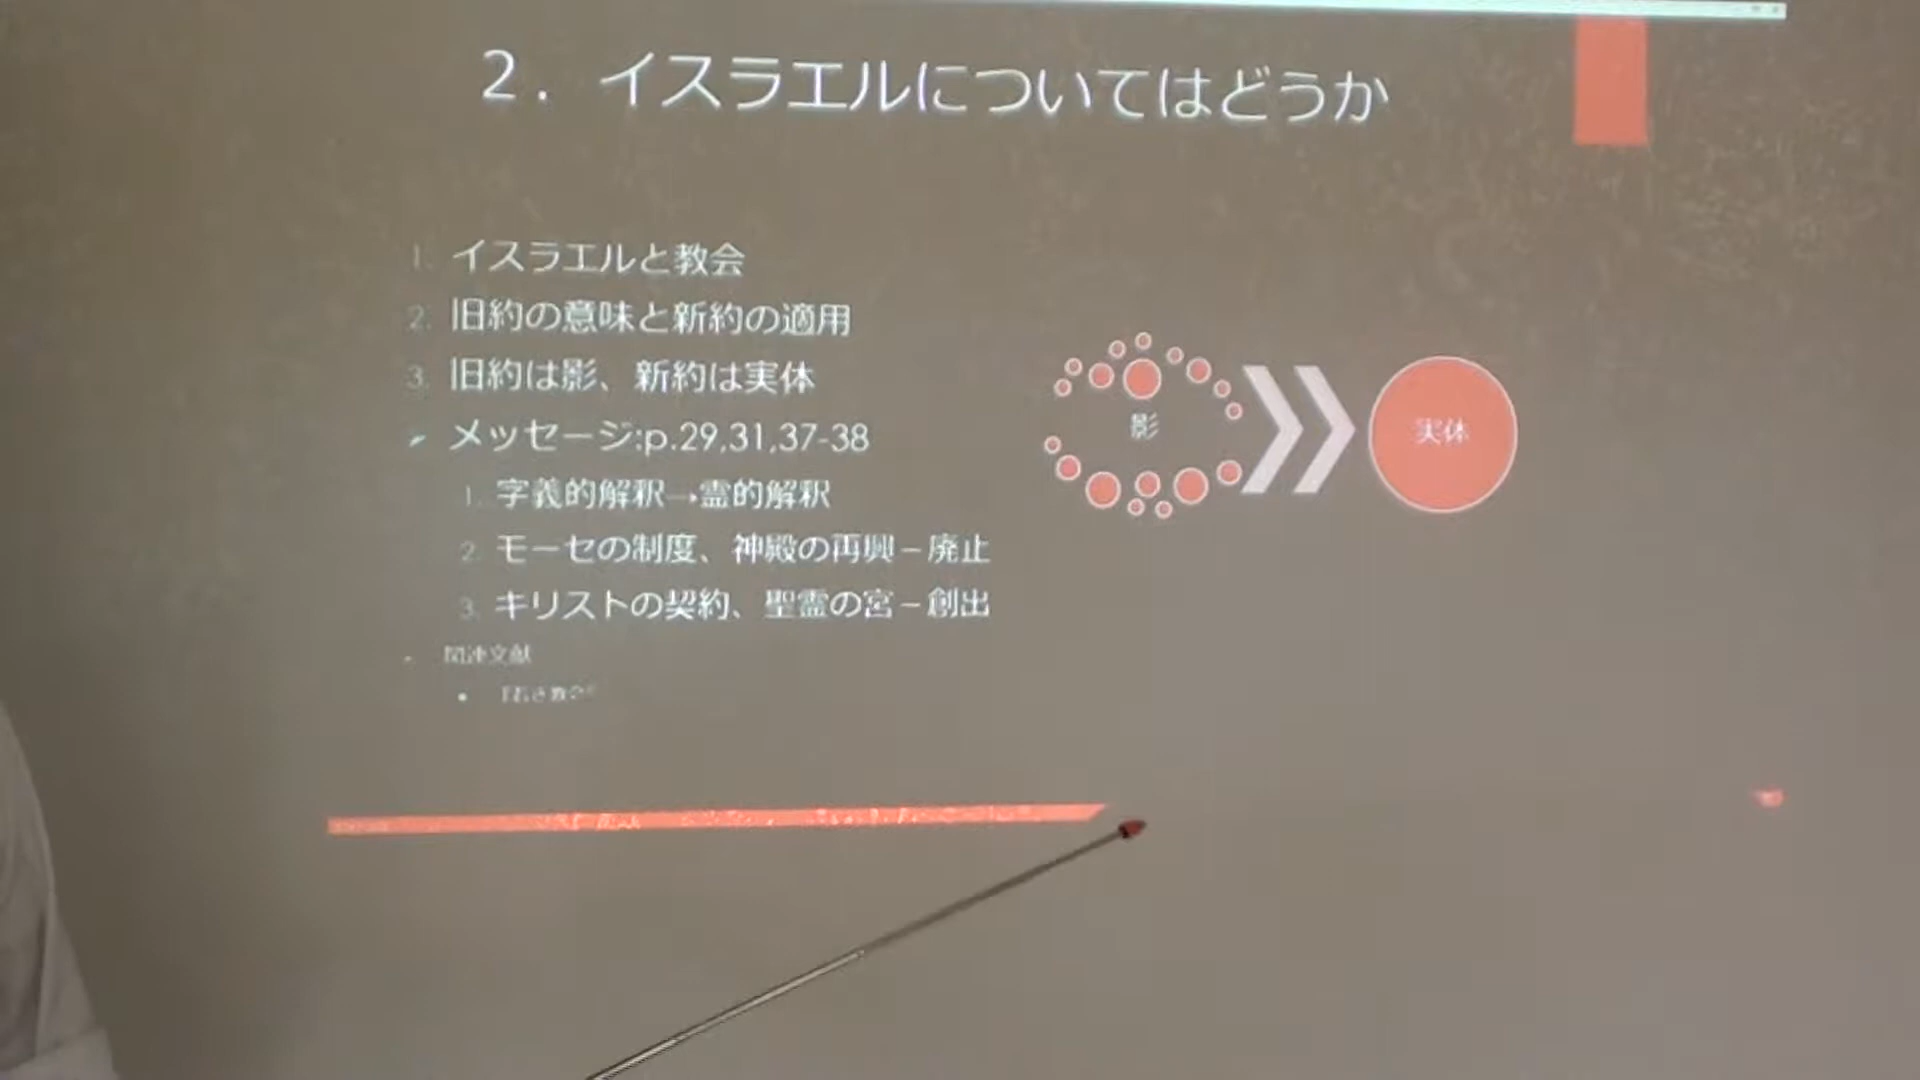 2. イスラエルについてはどうか
1. イスラエルと教会
2. 旧約の意味と新約の適用
3. 旧約は影、新約は実体
メッセージ:p.29,31,37-38
1. 字義的解釈→霊的解釈
2. モーセの制度、神殿の再興－廃止
3. キリストの契約、聖霊の宮－創出
関連文献
影
実体